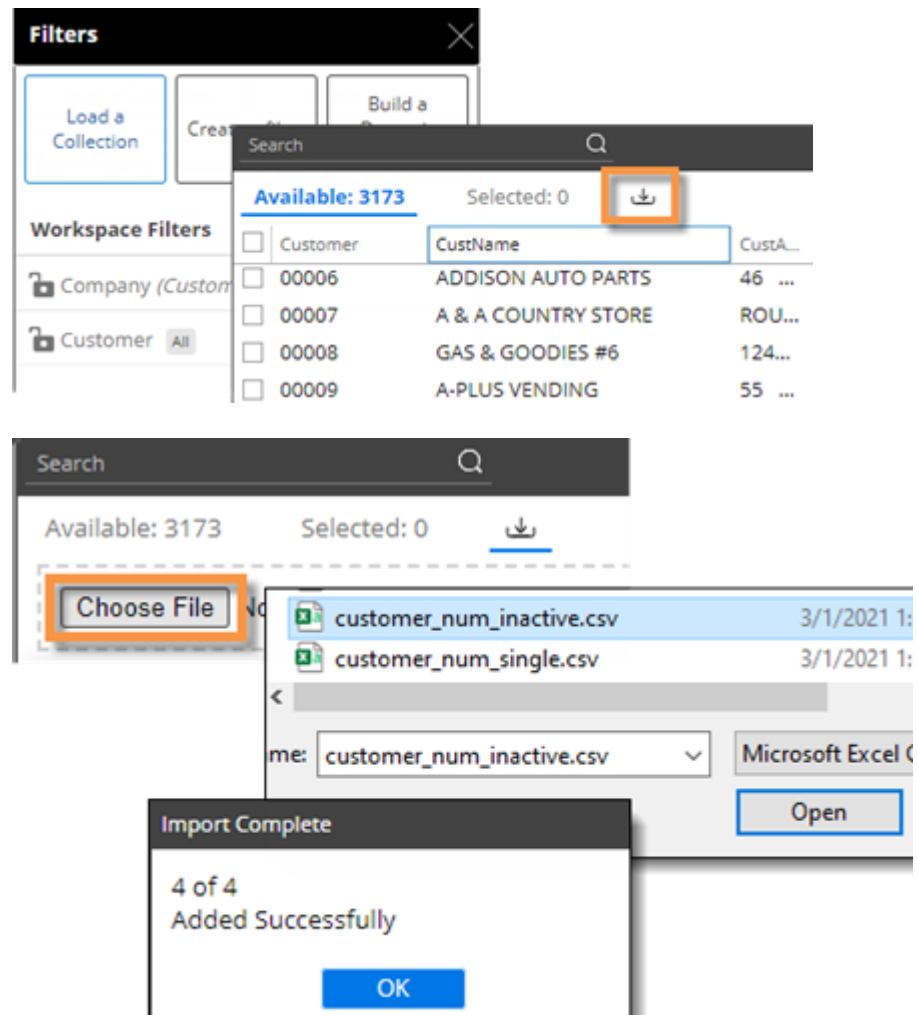 Filters
Load a
Collection
Build a
Search
Available: 3173 Selected: 0
Workspace Filters
Customer CustName CustA...
Company
00006 ADDISON AUTO PARTS 46 ...
00007 A & A COUNTRY STORE ROU...
Customer All
00008 GAS & GOODIES #6 124...
00009 A-PLUS VENDING 55 ...
Search
Available: 3173 Selected: 0
Choose File
customer_num_inactive.csv 3/1/2021 1:
customer_num_single.csv 3/1/2021 1:
me: customer_num_inactive.csv Microsoft Excel C
Open
Import Complete
4 of 4
Added Successfully
OK